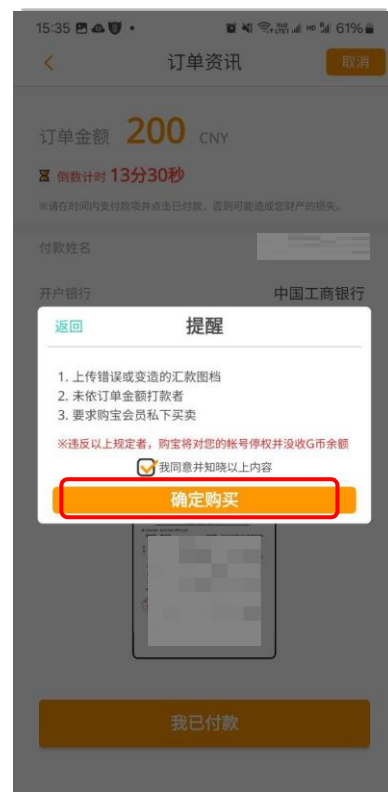 15:35
61%
订单资讯
取消
订单金额 200 CNY
倒数计时 13分30秒
※请在时间内支付款项并点击已付款，否则可能造成您财产的损失。
付款姓名
开户银行 中国工商银行
返回 提醒
1. 上传错误或变造的汇款图档
2. 未依订单金额打款者
3. 要求购宝会员私下买卖
※违反以上规定者，购宝将对您的帐号停权并没收G币余额
我同意并知晓以上内容
确定购买
我已付款